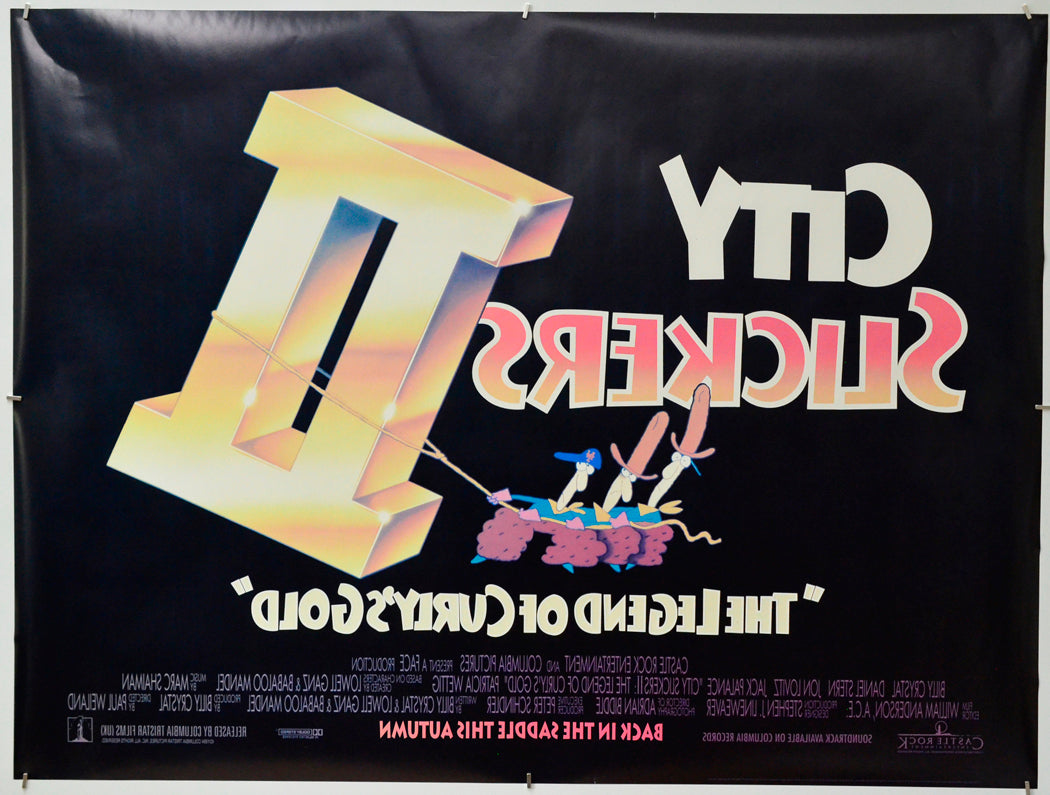 CITY
SLICKERS
II
"THE LEGEND OF CURLY'S GOLD"
CASTLE ROCK ENTERTAINMENT AND COLUMBIA PICTURES PRESENT A FACE PRODUCTION
BILLY CRYSTAL DANIEL STERN JON LOVITZ JACK PALANCE "CITY SLICKERS II: THE LEGEND OF CURLY'S GOLD" PATRICIA WETTIG BASED ON CHARACTERS CREATED BY LOWELL GANZ & BABALOO MANDEL MUSIC BY MARC SHAIMAN
FILM EDITOR WILLIAM ANDERSON, A.C.E. PRODUCTION DESIGNER STEPHEN J. LINEWEAVER DIRECTOR OF PHOTOGRAPHY ADRIAN BIDDLE EXECUTIVE PRODUCER PETER SCHINDLER WRITTEN BY BILLY CRYSTAL & LOWELL GANZ & BABALOO MANDEL PRODUCED BY BILLY CRYSTAL DIRECTED BY PAUL WEILAND
CASTLE ROCK
ENTERTAINMENT
SOUNDTRACK AVAILABLE ON COLUMBIA RECORDS
BACK IN THE SADDLE THIS AUTUMN
DOLBY STEREO
RELEASED BY COLUMBIA TRISTAR FILMS (UK)